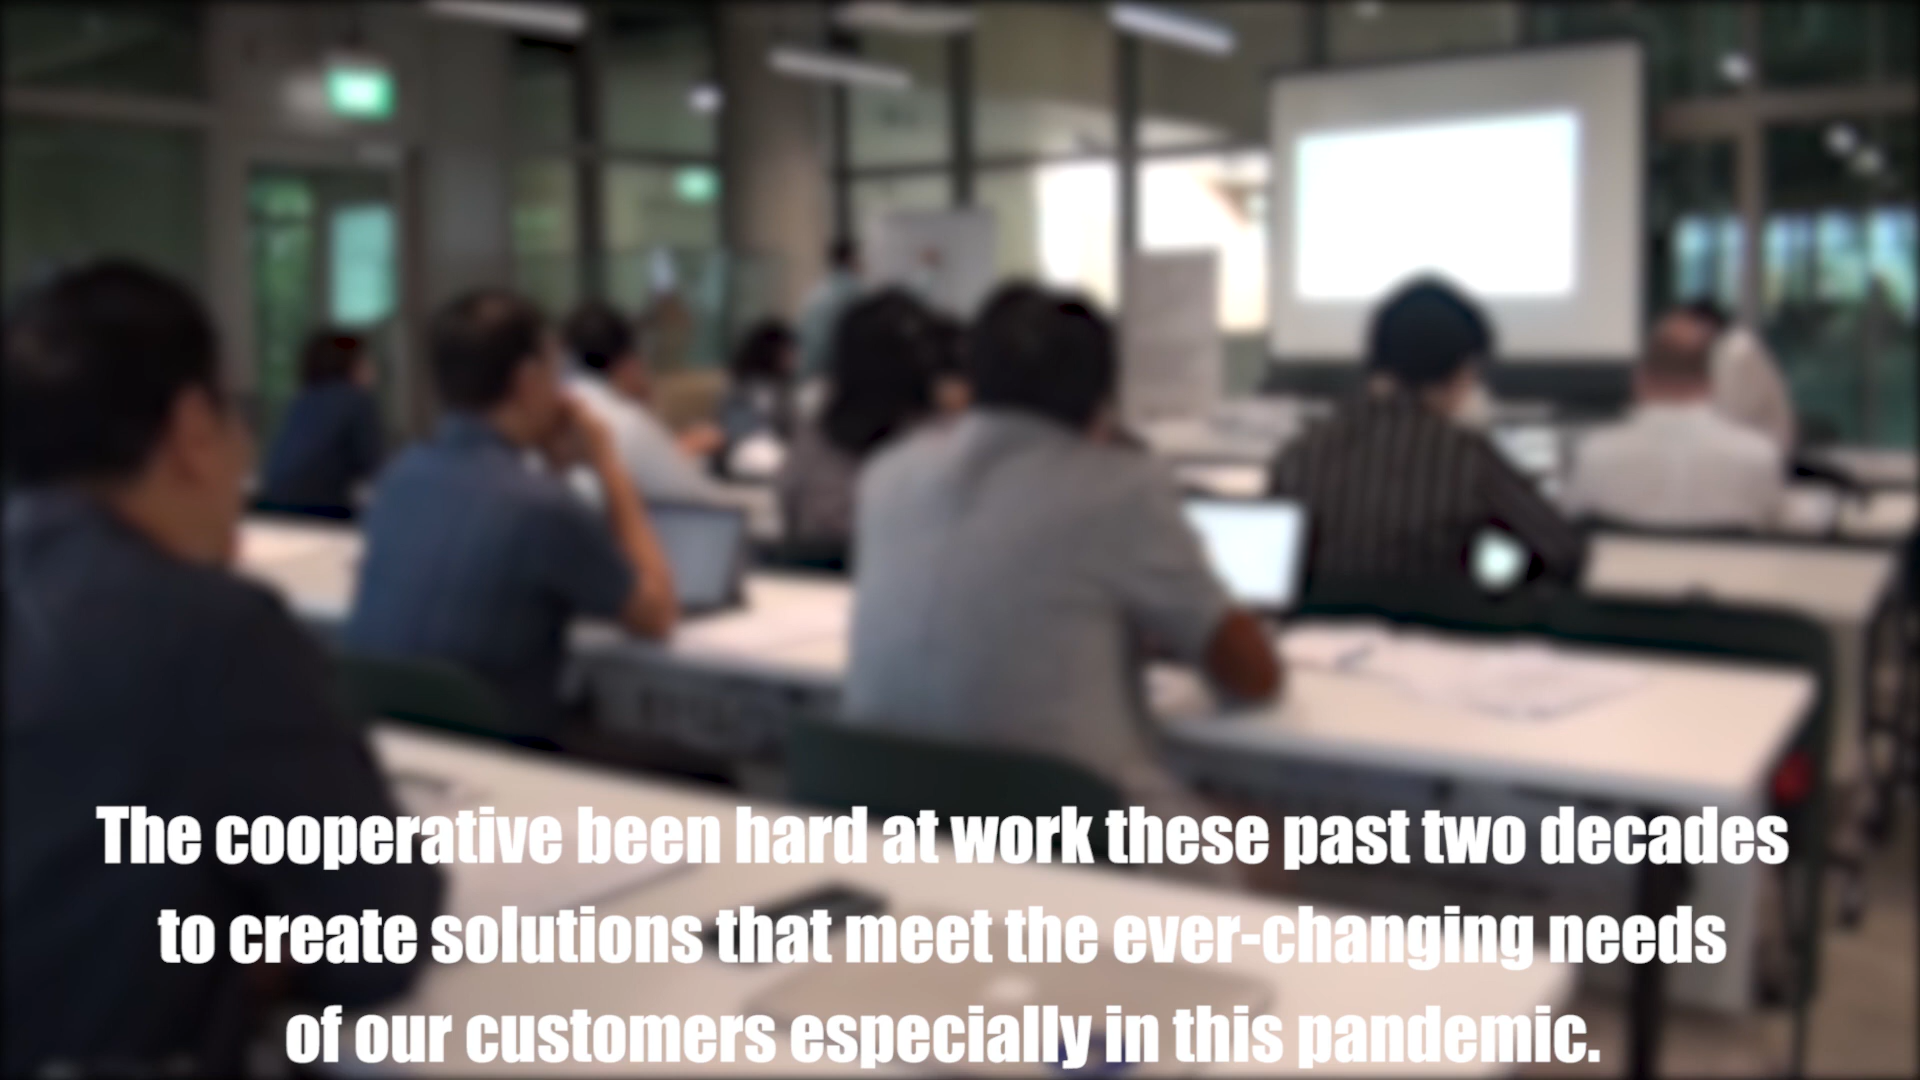 The cooperative been hard at work these past two decades
to create solutions that meet the ever-changing needs
of our customers especially in this pandemic.